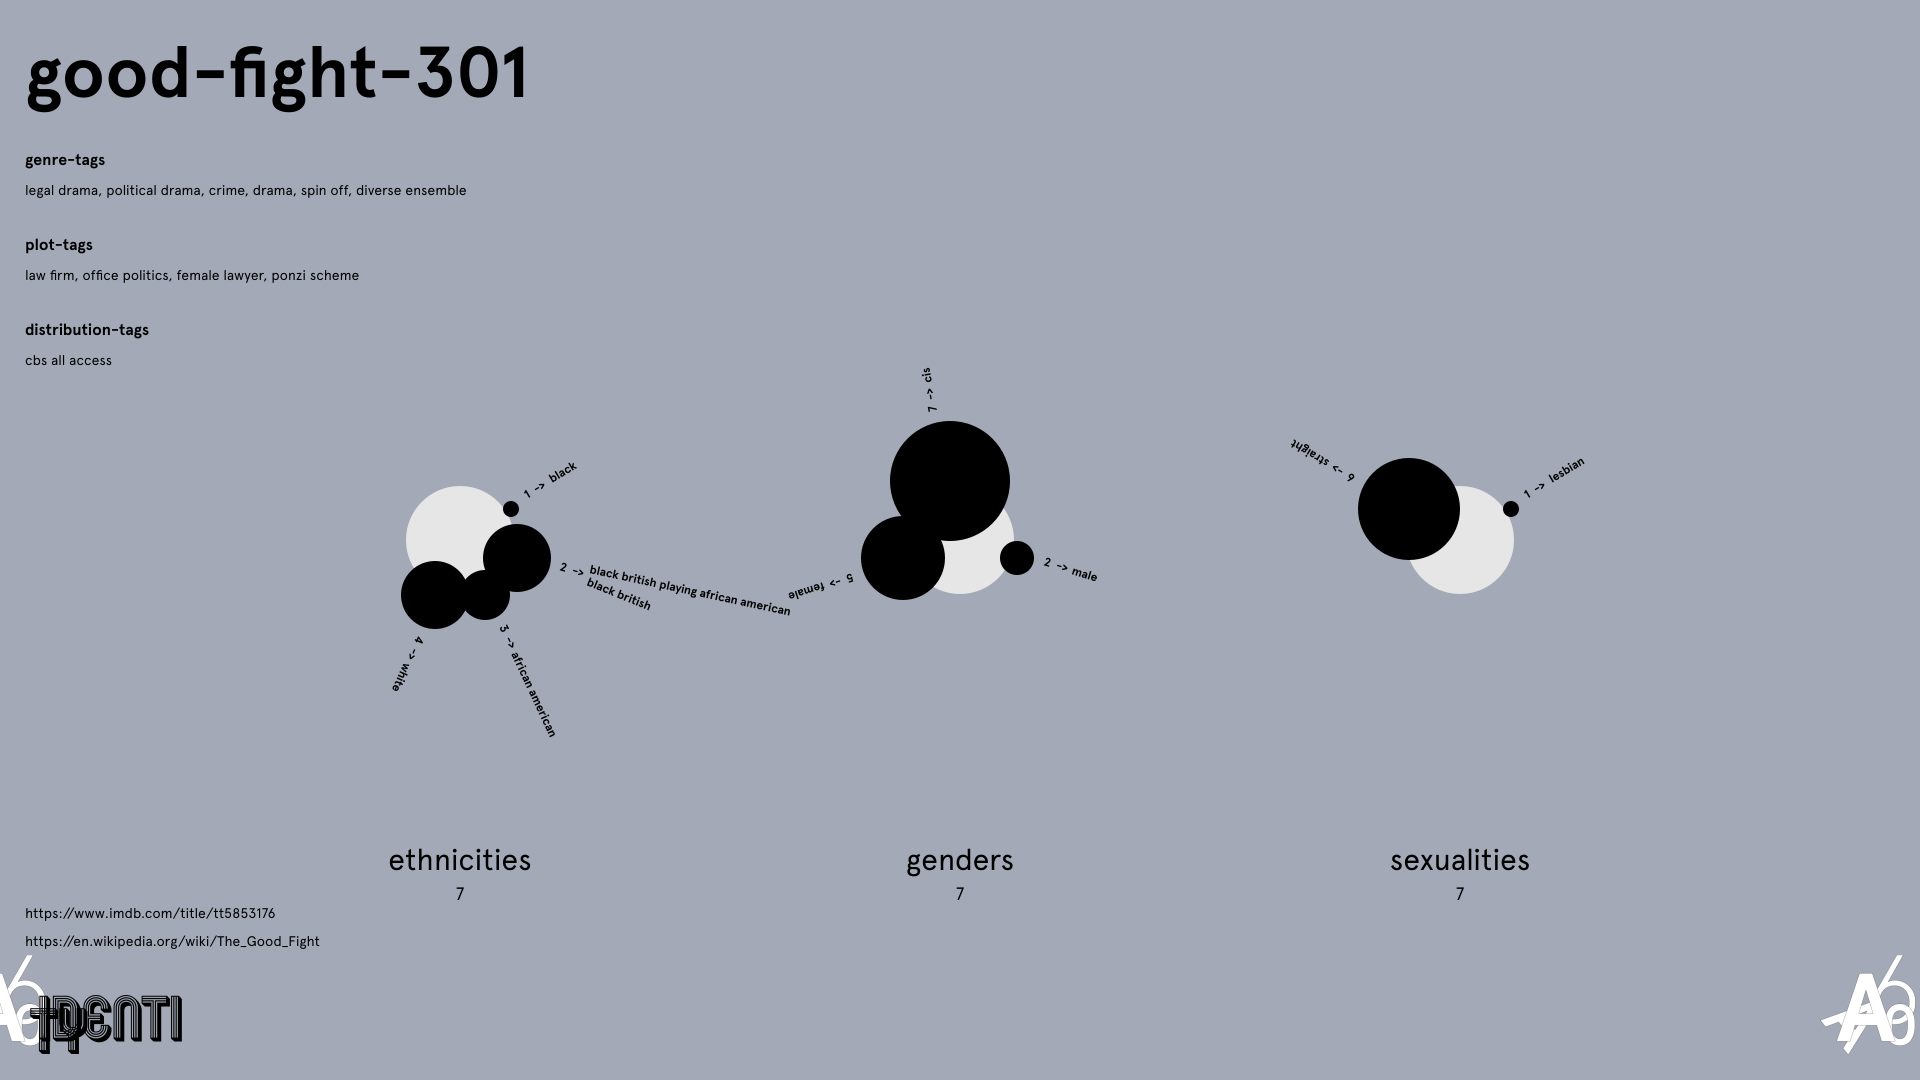 good-fight-301
genre-tags
legal drama, political drama, crime, drama, spin off, diverse ensemble
plot-tags
law firm, office politics, female lawyer, ponzi scheme
distribution-tags
cbs all access
1 -> black
2 -> black british playing african american
black british
3 -> african american
4 -> white
ethnicities
7
7 -> cis
5 -> female
2 -> male
genders
7
6 -> straight
1 -> lesbian
sexualities
7
https://www.imdb.com/title/tt5853176
https://en.wikipedia.org/wiki/The_Good_Fight
IDENTI